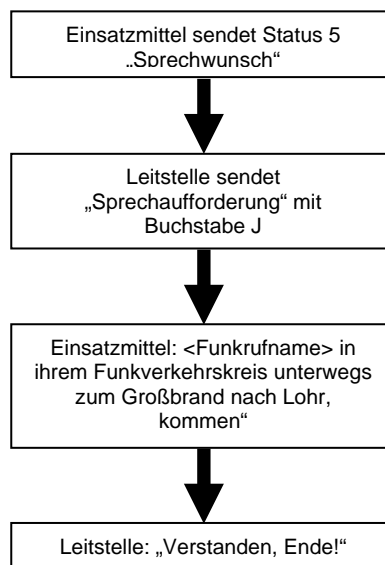 Einsatzmittel sendet Status 5
„Sprechwunsch“
Leitstelle sendet
„Sprechaufforderung“ mit
Buchstabe J
Einsatzmittel: <Funkrufname> in
ihrem Funkverkehrskreis unterwegs
zum Großbrand nach Lohr,
kommen“
Leitstelle: „Verstanden, Ende!“